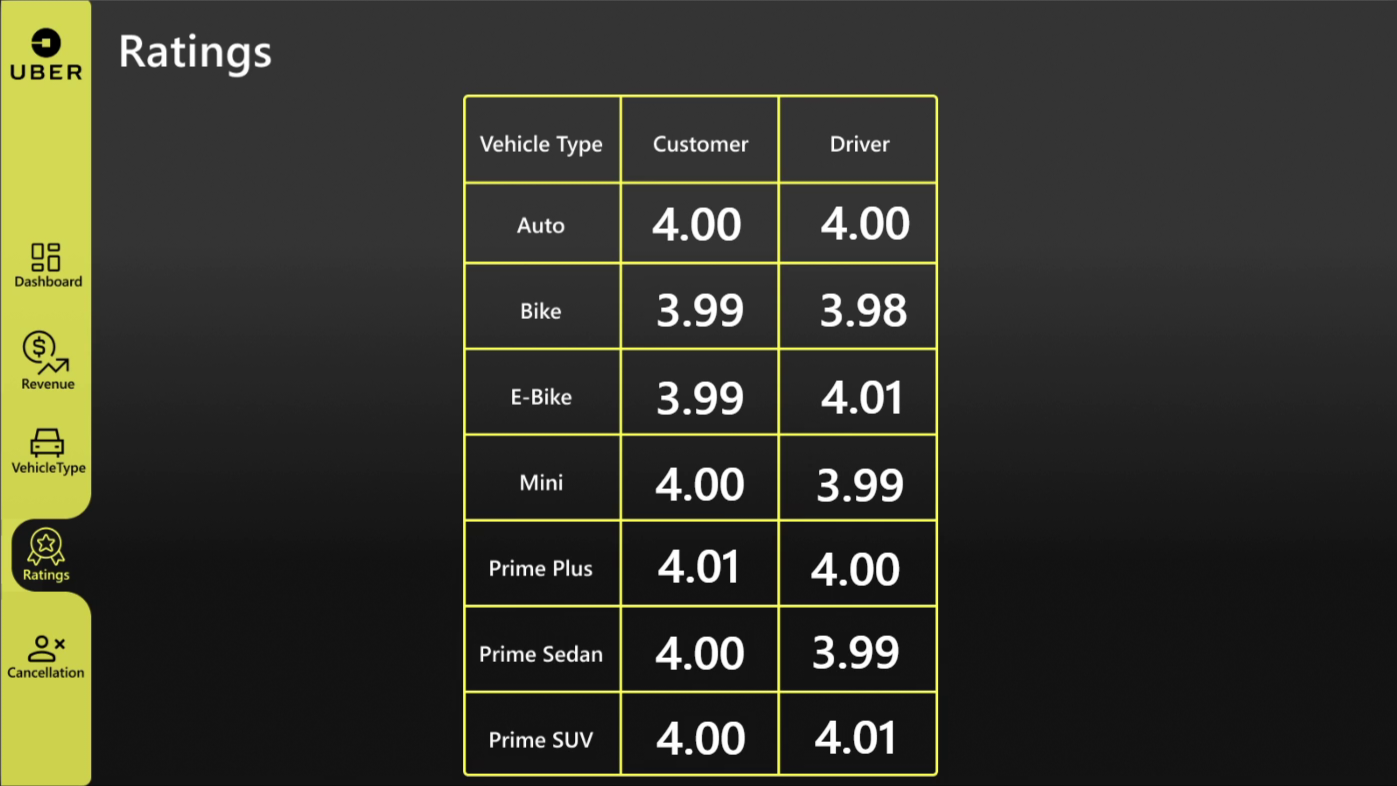 UBER
Ratings
Vehicle Type Customer Driver
Auto 4.00 4.00
Bike 3.99 3.98
Dashboard
E-Bike 3.99 4.01
Revenue
Mini 4.00 3.99
VehicleType
Prime Plus 4.01 4.00
Ratings
Prime Sedan 4.00 3.99
Cancellation
Prime SUV 4.00 4.01